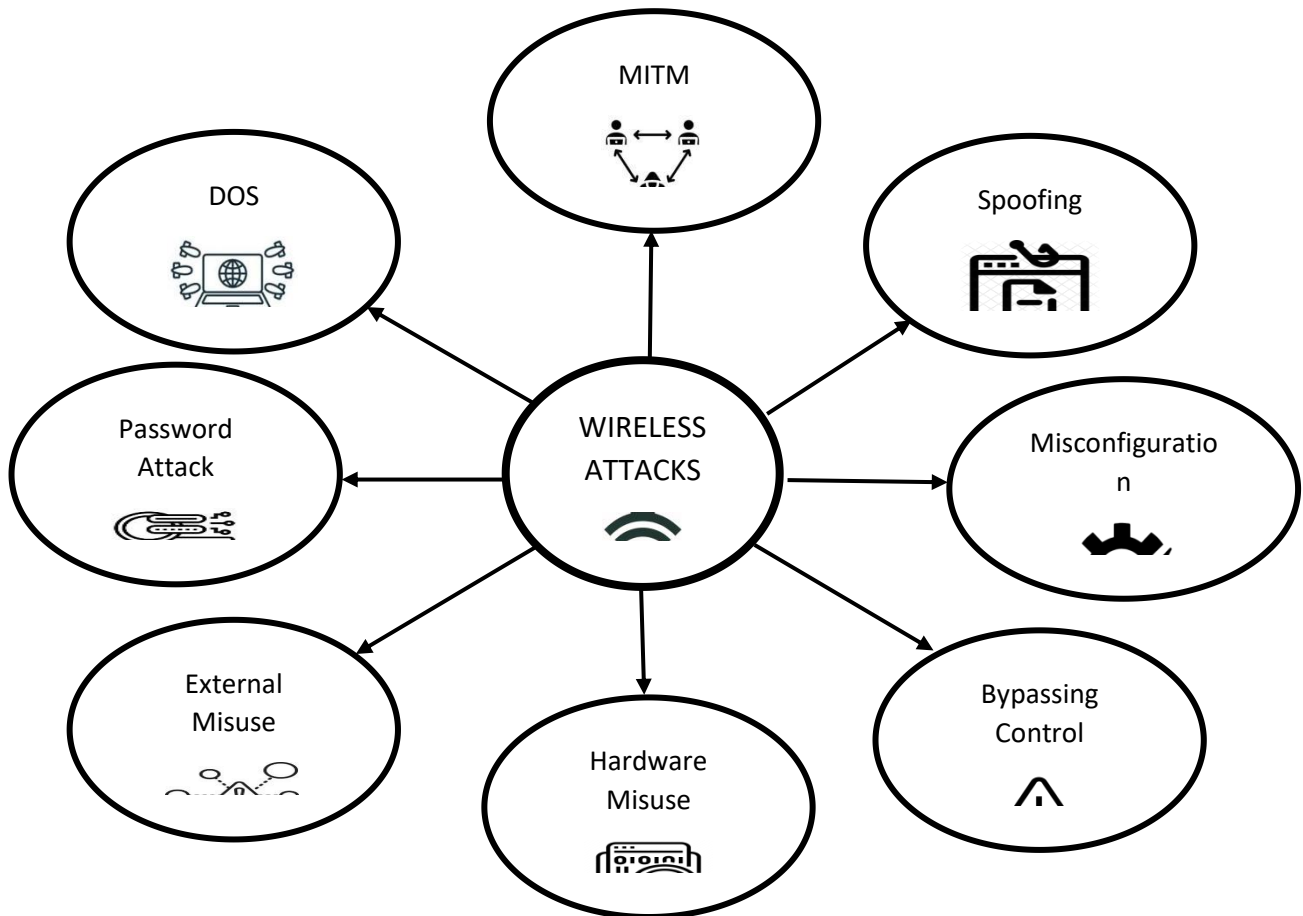 MITM
DOS
Spoofing
WIRELESS
ATTACKS
Password
Attack
Misconfiguratio
n
External
Misuse
Bypassing
Control
Hardware
Misuse